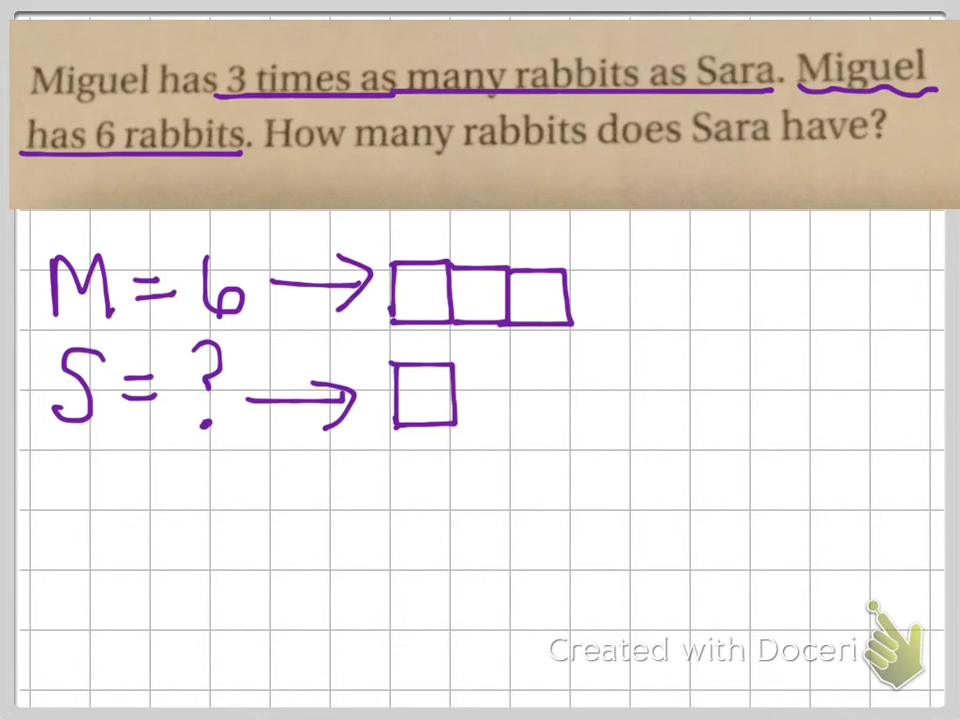 Miguel has 3 times as many rabbits as Sara. Miguel
has 6 rabbits. How many rabbits does Sara have?
M = 6 →
S = ? →
Created with Doceri